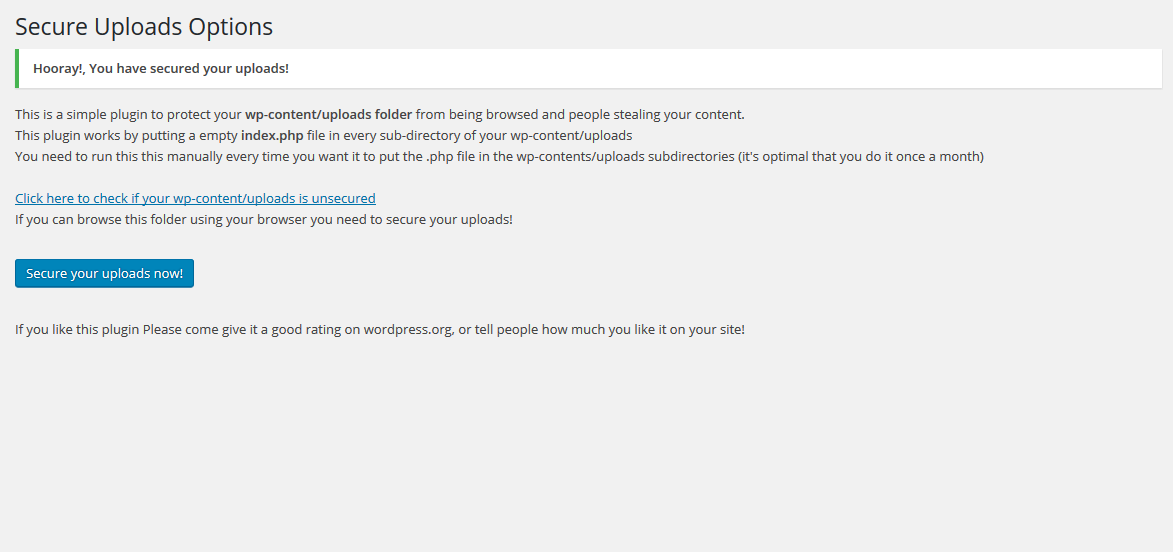 Secure Uploads Options
Hooray!, You have secured your uploads!
This is a simple plugin to protect your wp-content/uploads folder from being browsed and people stealing your content.
This plugin works by putting a empty index.php file in every sub-directory of your wp-content/uploads
You need to run this this manually every time you want it to put the .php file in the wp-contents/uploads subdirectories (it's optimal that you do it once a month)
Click here to check if your wp-content/uploads is unsecured
If you can browse this folder using your browser you need to secure your uploads!
Secure your uploads now!
If you like this plugin Please come give it a good rating on wordpress.org, or tell people how much you like it on your site!